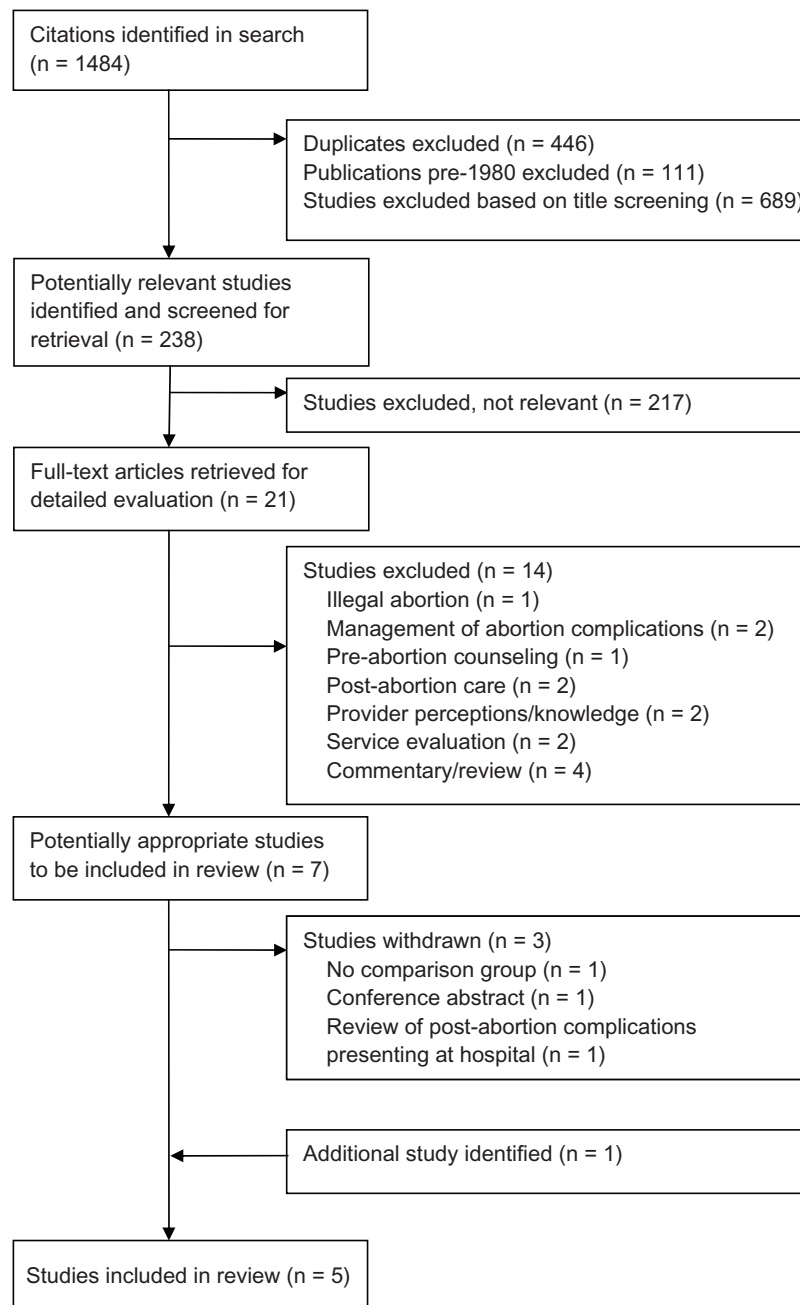 Citations identified in search
(n = 1484)
Duplicates excluded (n = 446)
Publications pre-1980 excluded (n = 111)
Studies excluded based on title screening (n = 689)
Potentially relevant studies
identified and screened for
retrieval (n = 238)
Studies excluded, not relevant (n = 217)
Full-text articles retrieved for
detailed evaluation (n = 21)
Studies excluded (n = 14)
Illegal abortion (n = 1)
Management of abortion complications (n = 2)
Pre-abortion counseling (n = 1)
Post-abortion care (n = 2)
Provider perceptions/knowledge (n = 2)
Service evaluation (n = 2)
Commentary/review (n = 4)
Potentially appropriate studies
to be included in review (n = 7)
Studies withdrawn (n = 3)
No comparison group (n = 1)
Conference abstract (n = 1)
Review of post-abortion complications
presenting at hospital (n = 1)
Additional study identified (n = 1)
Studies included in review (n = 5)